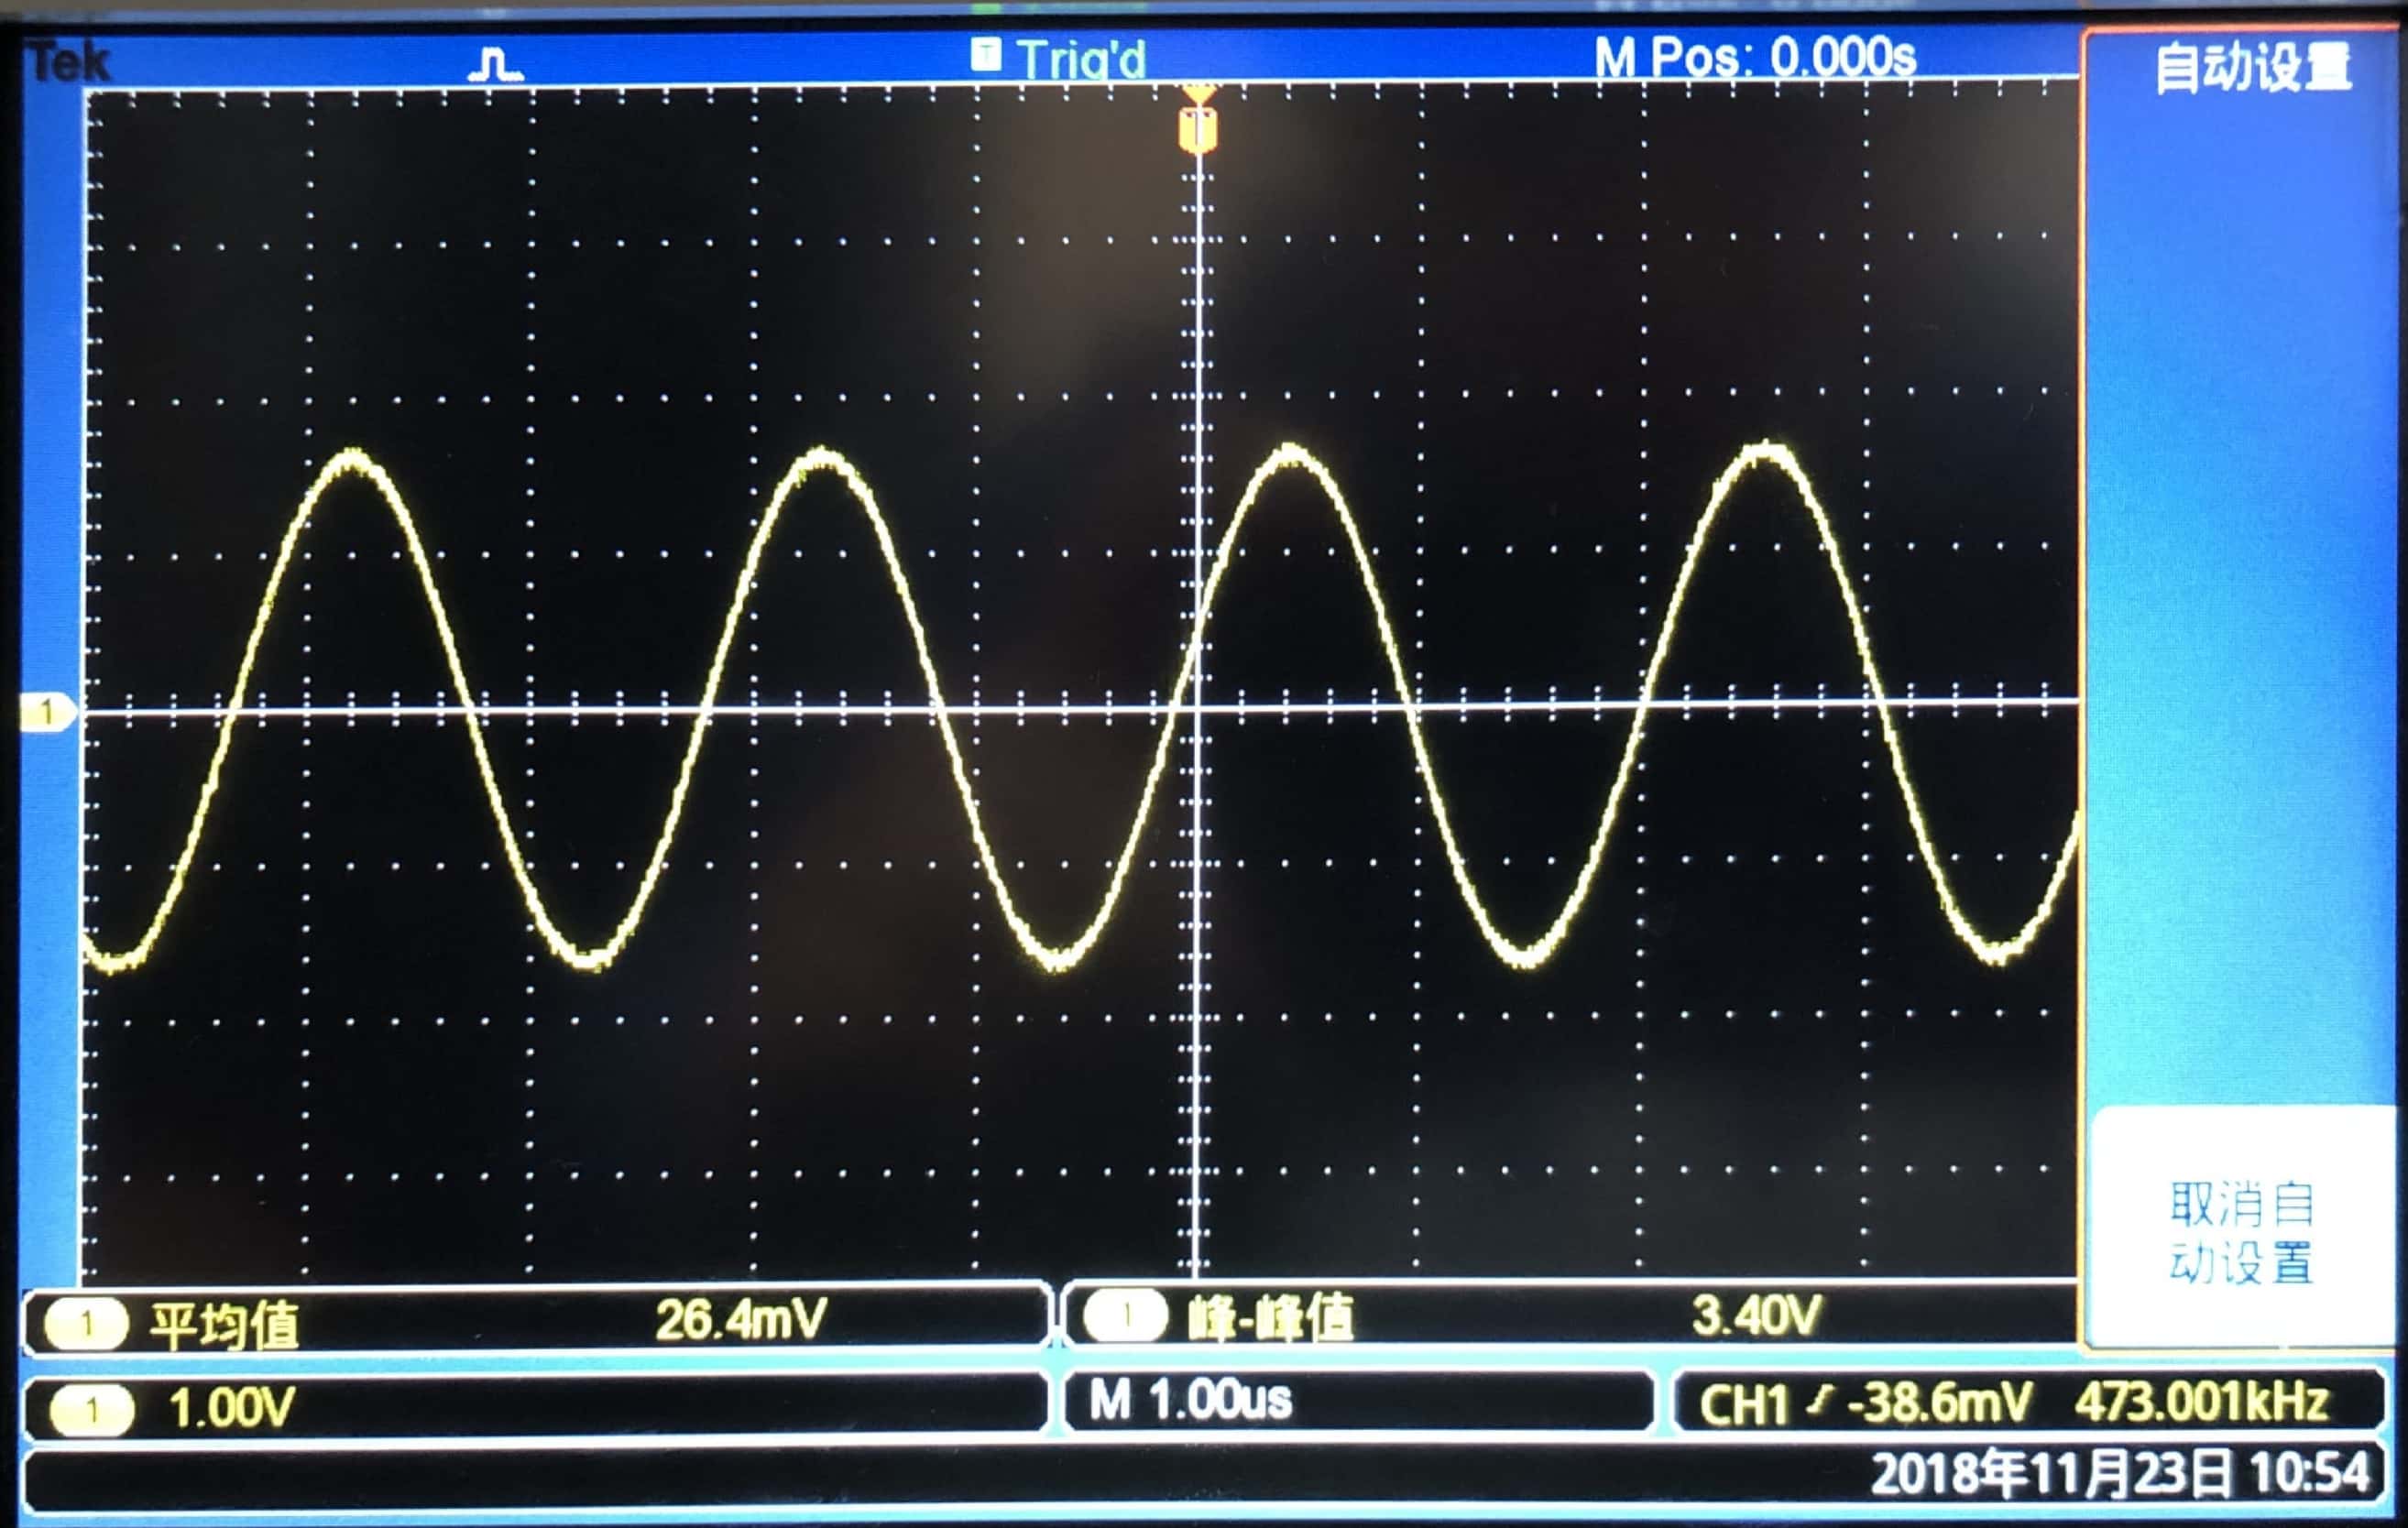 Tek T Trig'd M Pos: 0.000s
自动设置
T
1
取消自
动设置
1 平均值 26.4mV 1 峰-峰值 3.40V
1 1.00V M 1.00us CH1 -38.6mV 473.001kHz
2018年11月23日 10:54